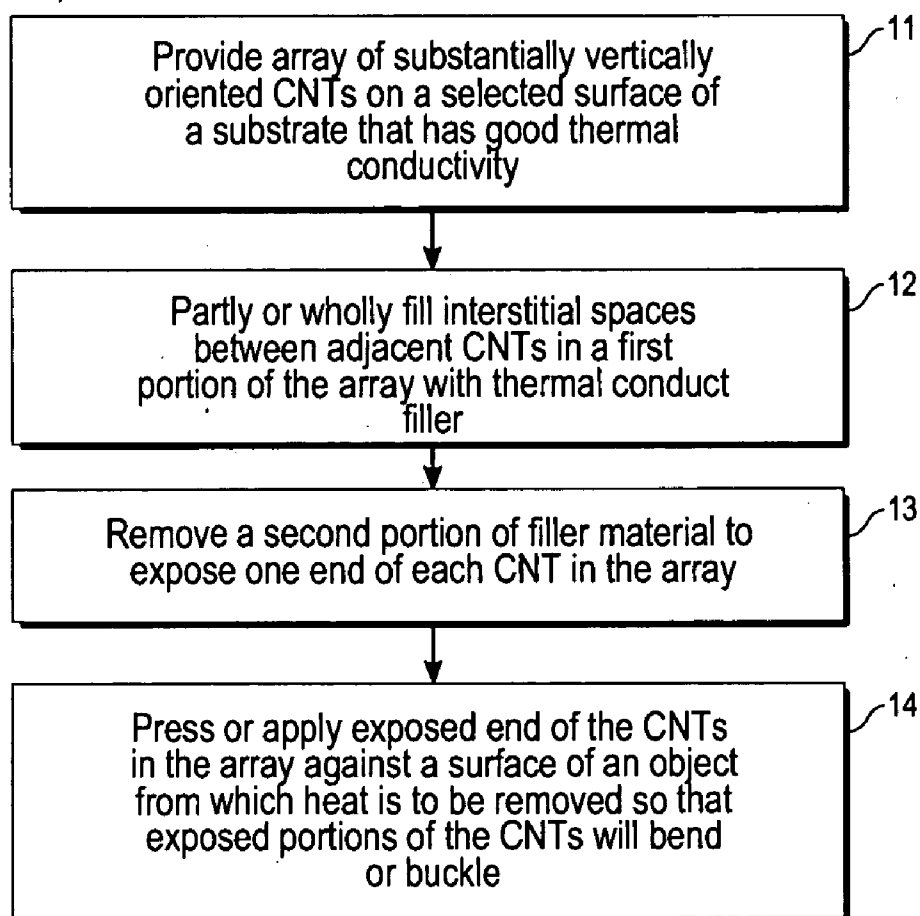 11
Provide array of substantially vertically
oriented CNTs on a selected surface of
a substrate that has good thermal
conductivity
12
Partly or wholly fill interstitial spaces
between adjacent CNTs in a first
portion of the array with thermal conduct
filler
13
Remove a second portion of filler material to
expose one end of each CNT in the array
14
Press or apply exposed end of the CNTs
in the array against a surface of an object
from which heat is to be removed so that
exposed portions of the CNTs will bend
or buckle